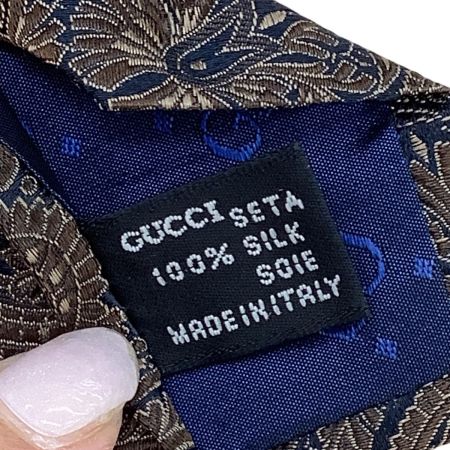 GUCCI SETA
100% SILK
SOIE
MADE IN ITALY